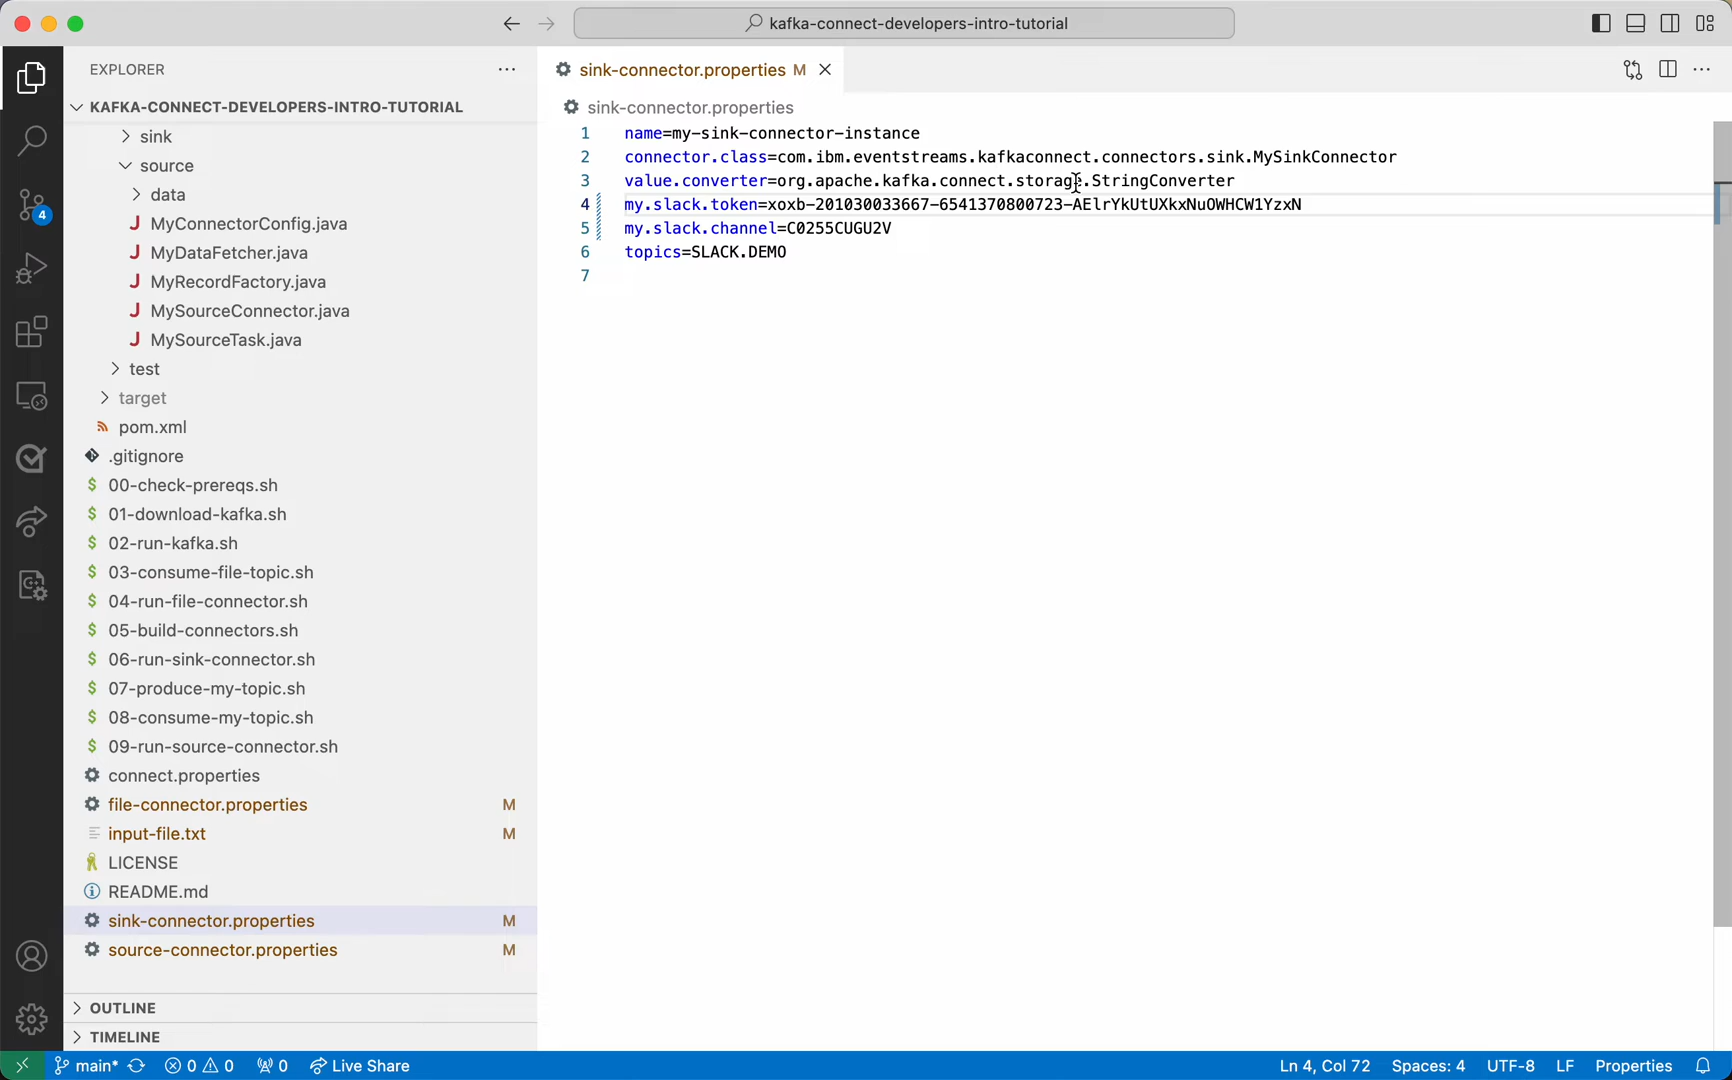 kafka-connect-developers-intro-tutorial
EXPLORER
sink-connector.properties M
KAFKA-CONNECT-DEVELOPERS-INTRO-TUTORIAL
sink-connector.properties
sink
source
data
MyConnectorConfig.java
MyDataFetcher.java
MyRecordFactory.java
MySourceConnector.java
MySourceTask.java
test
target
pom.xml
.gitignore
00-check-prereqs.sh
01-download-kafka.sh
02-run-kafka.sh
03-consume-file-topic.sh
04-run-file-connector.sh
05-build-connectors.sh
06-run-sink-connector.sh
07-produce-my-topic.sh
08-consume-my-topic.sh
09-run-source-connector.sh
connect.properties
file-connector.properties M
input-file.txt M
LICENSE
README.md
sink-connector.properties M
source-connector.properties M
OUTLINE
TIMELINE
1 name=my-sink-connector-instance
2 connector.class=com.ibm.eventstreams.kafkaconnect.connectors.sink.MySinkConnector
3 value.converter=org.apache.kafka.connect.storage.StringConverter
4 my.slack.token=xoxb-201030033667-6541370800723-AElrYkUtUXkxNuOWHCW1YzxN
5 my.slack.channel=C0255CUGU2V
6 topics=SLACK.DEMO
7
4
main* 0 0 0 Live Share Ln 4, Col 72 Spaces: 4 UTF-8 LF Properties